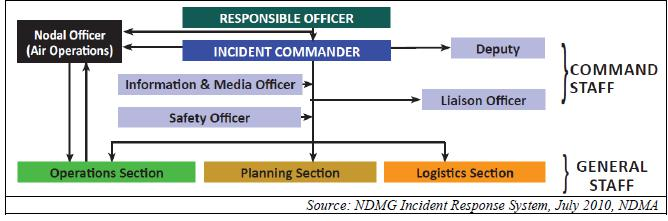 RESPONSIBLE OFFICER
Nodal Officer
(Air Operations)
INCIDENT COMMANDER
Deputy
Information & Media Officer
Liaison Officer
Safety Officer
COMMAND
STAFF
Operations Section
Planning Section
Logistics Section
GENERAL
STAFF
Source: NDMG Incident Response System, July 2010, NDMA